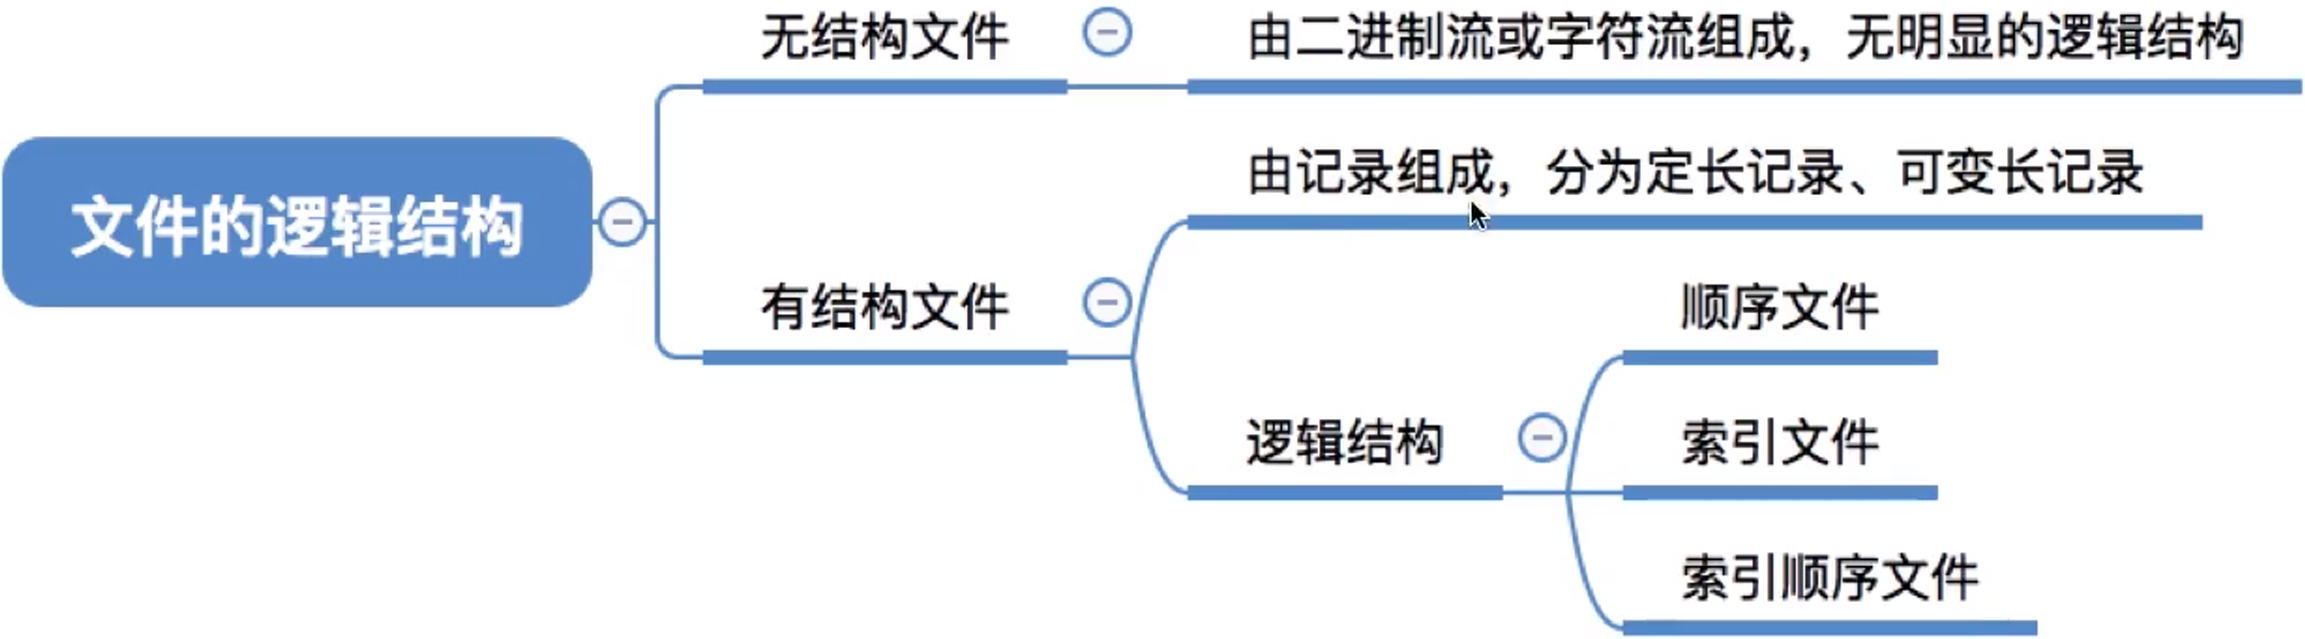 文件的逻辑结构
无结构文件
由二进制流或字符流组成，无明显的逻辑结构
有结构文件
由记录组成，分为定长记录、可变长记录
逻辑结构
顺序文件
索引文件
索引顺序文件